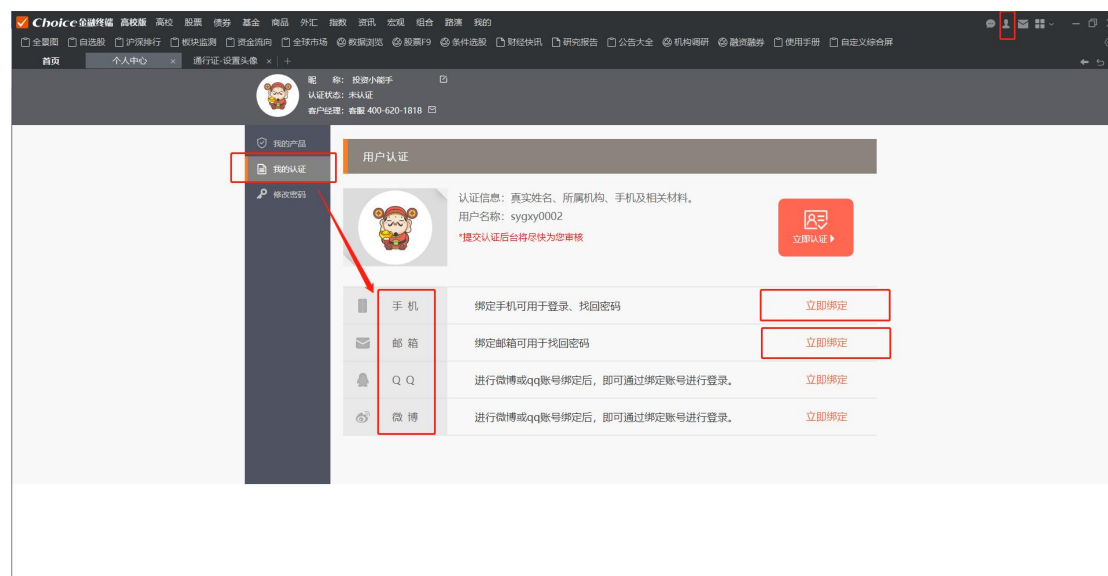 Choice金融终端 高校版 高校 股票 债券 基金 商品 外汇 指数 资讯 宏观 组合 路演 我的
全景图 自选股 沪深排行 板块监测 资金流向 全球市场 数据浏览 股票F9 条件选股 财经快讯 研究报告 公告大全 机构调研 融资融券 使用手册 自定义综合屏
首页 个人中心 × 通行证-设置头像 × +
昵 称: 投资小能手
认证状态: 未认证
客户经理: 客服 400-620-1818
我的产品
我的认证
修改密码
用户认证
认证信息: 真实姓名、所属机构、手机及相关材料。
用户名称: sygxy0002
*提交认证后台将尽快为您审核
立即认证
手 机 绑定手机可用于登录、找回密码 立即绑定
邮 箱 绑定邮箱可用于找回密码 立即绑定
Q Q 进行微博或qq账号绑定后，即可通过绑定账号进行登录。 立即绑定
微 博 进行微博或qq账号绑定后，即可通过绑定账号进行登录。 立即绑定